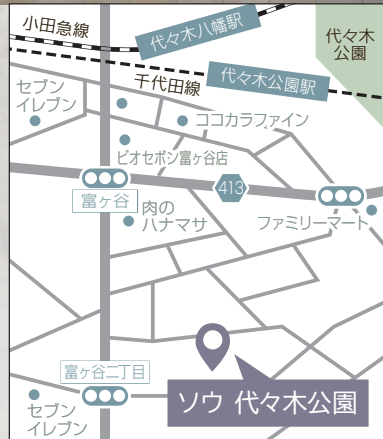 小田急線
代々木八幡駅
代々木
公園
千代田線
代々木公園駅
セブン
イレブン
ココカラファイン
ビオセボン富ヶ谷店
413
富ヶ谷
肉の
ハナマサ
ファミリーマート
富ヶ谷二丁目
ソウ 代々木公園
セブン
イレブン